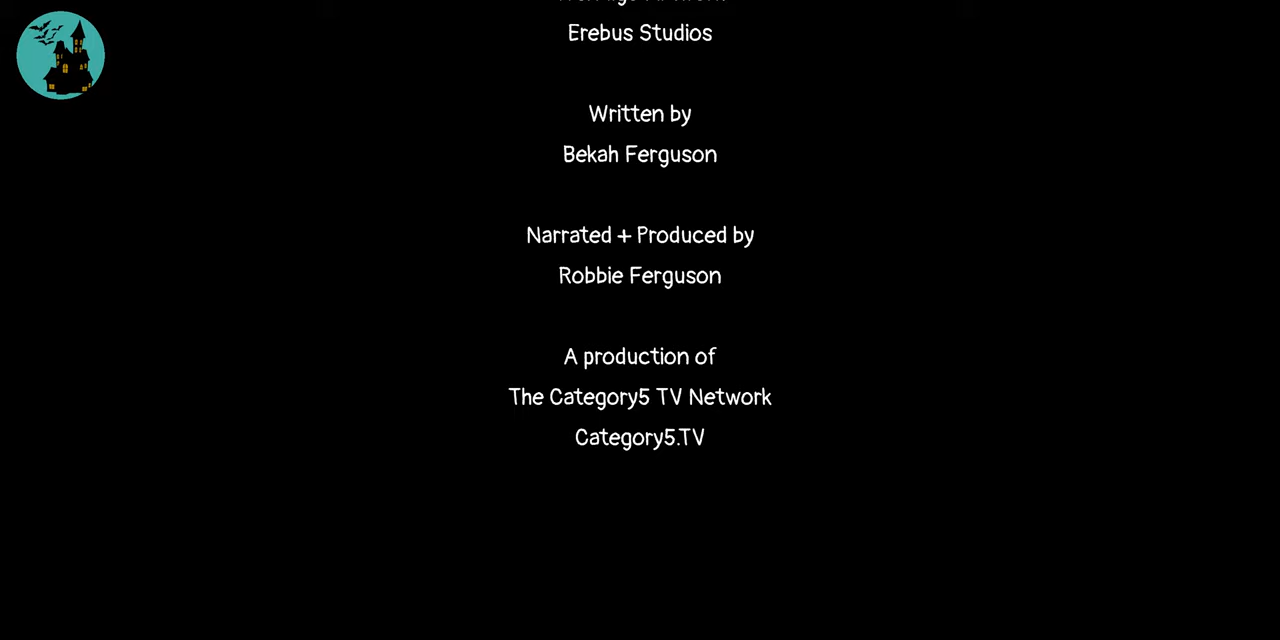 Erebus Studios
Written by
Bekah Ferguson
Narrated + Produced by
Robbie Ferguson
A production of
The Category5 TV Network
Category5.TV